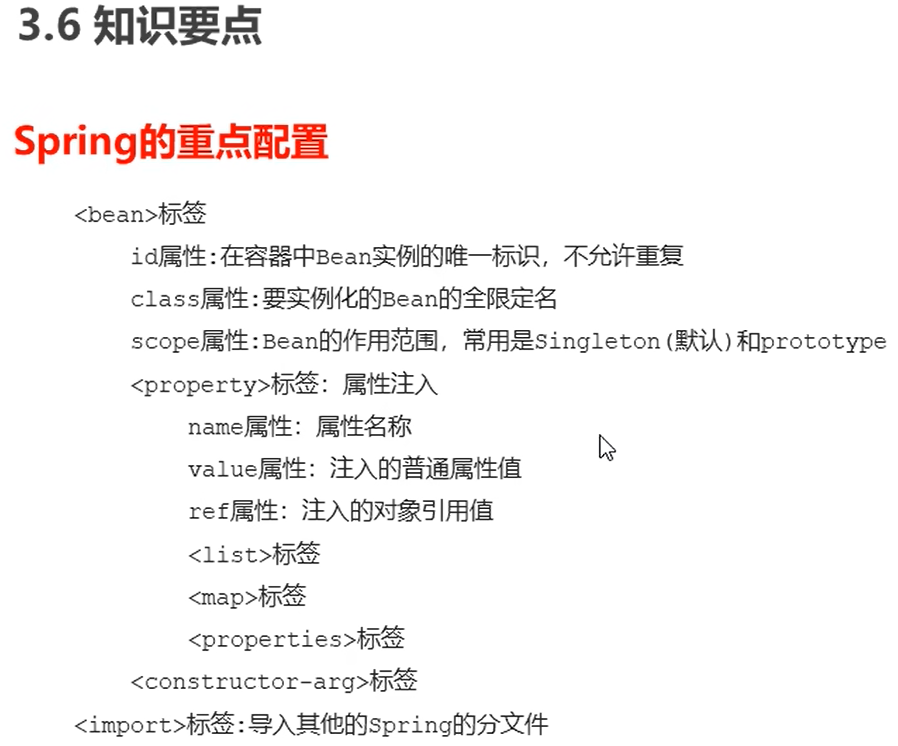 3.6 知识要点
Spring的重点配置
<bean>标签
id属性:在容器中Bean实例的唯一标识，不允许重复
class属性:要实例化的Bean的全限定名
scope属性:Bean的作用范围，常用是Singleton(默认)和prototype
<property>标签：属性注入
name属性：属性名称
value属性：注入的普通属性值
ref属性：注入的对象引用值
<list>标签
<map>标签
<properties>标签
<constructor-arg>标签
<import>标签:导入其他的Spring的分文件